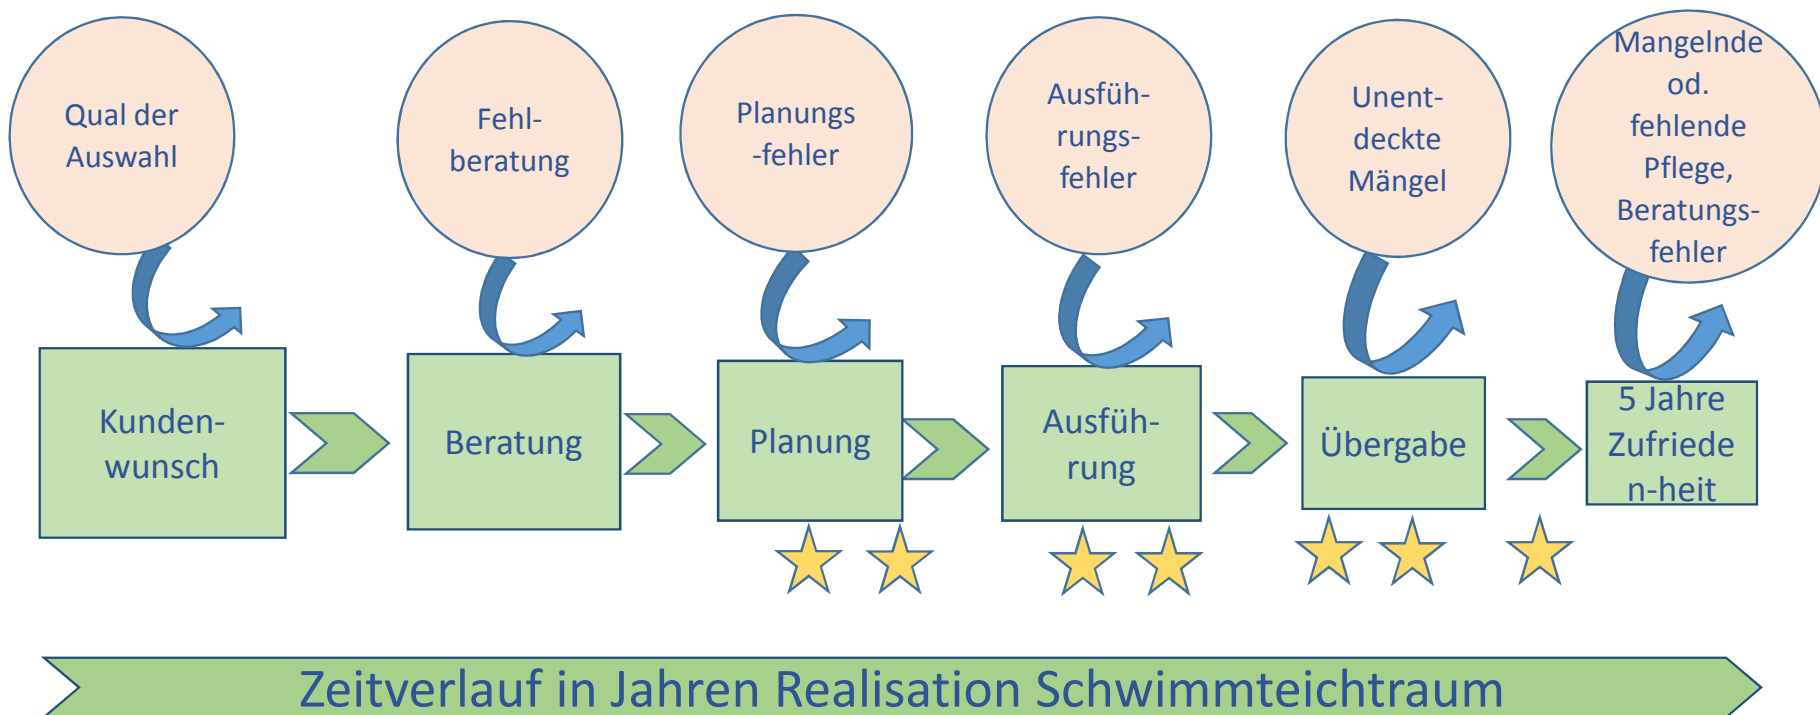 Qual der
Auswahl
Fehl-
beratung
Planungs
-fehler
Ausfüh-
rungs-
fehler
Unent-
deckte
Mängel
Mangelnde
od.
fehlende
Pflege,
Beratungs-
fehler
Kunden-
wunsch
Beratung
Planung
Ausfüh-
rung
Übergabe
5 Jahre
Zufriede
n-heit
Zeitverlauf in Jahren Realisation Schwimmteichtraum